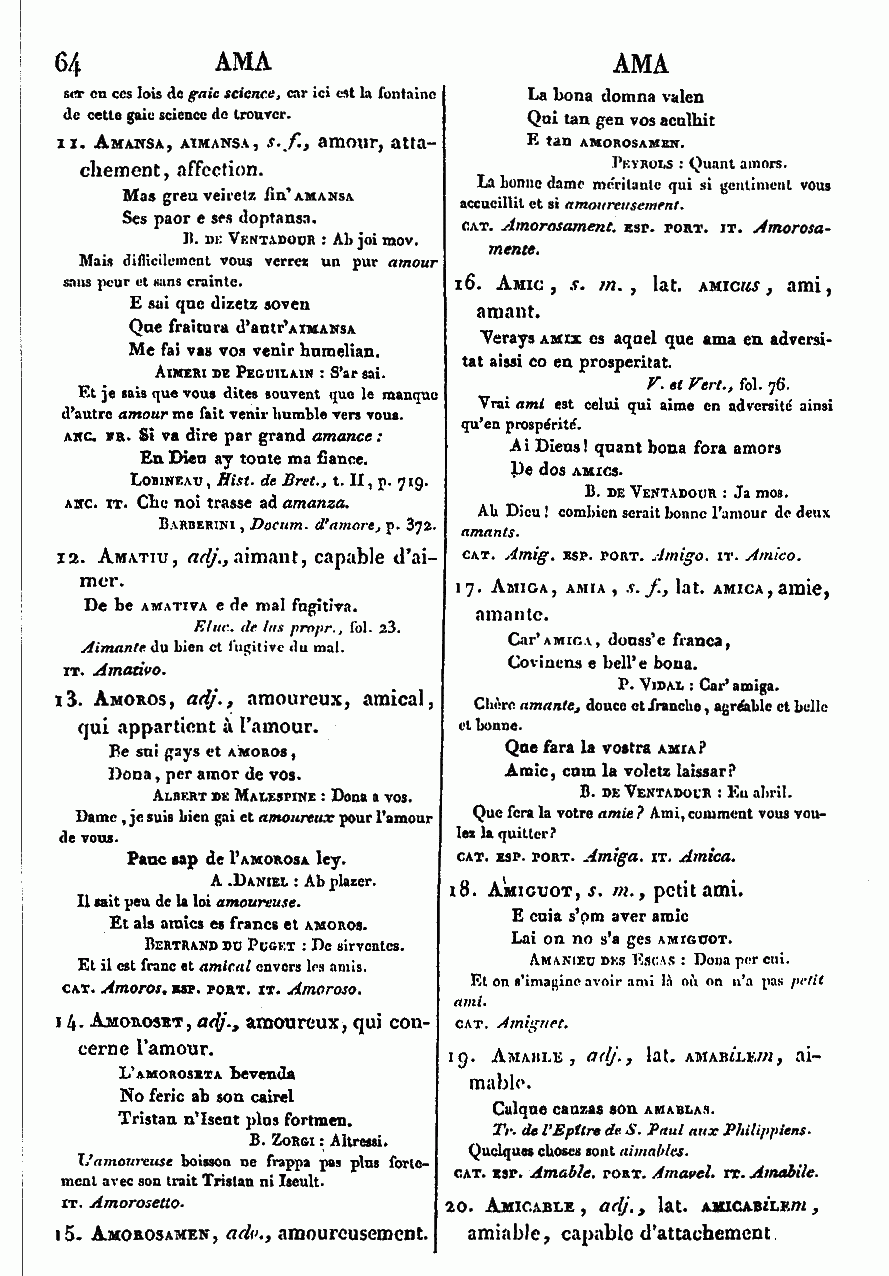 64 AMA AMA
ser en ces lois de gaie science, car ici est la fontaine
de cette gaie science de trouver.
11. AMANSA, AIMANSA, s. f., amour, atta-
chement, affection.
Mas greu veiretz fin' AMANSA
Ses paor e ses doptansa.
B. DE VENTADOUR : Ab joi mov.
Mais difficilement vous verrez un pur amour
sans peur et sans crainte.
E sai que dizetz soven
Que fraitura d'autr' AIMANSA
Me fai vas vos venir humelian.
AIMERI DE PEGUILAIN : S'ar sai.
Et je sais que vous dites souvent que le manque
d'autre amour me fait venir humble vers vous.
ANC. FR. Si va dire par grand amance :
En Dieu ay toute ma fiance.
LOBINEAU, Hist. de Bret., t. II, p. 719.
ANC. IT. Che noi trasse ad amanza.
BARBERINI, Docum. d'amore, p. 372.
12. AMATIU, adj., aimant, capable d'ai-
mer.
De be AMATIVA e de mal fugitiva.
Eluc. de las propr., fol. 23.
Aimante du bien et fugitive du mal.
IT. Amativo.
13. AMOROS, adj., amoureux, amical,
qui appartient à l'amour.
Be sui gays et AMOROS,
Dona, per amor de vos.
ALBERT DE MALESPINE : Dona a vos.
Dame, je suis bien gai et amoureux pour l'amour
de vous.
Pauc sap de l'AMOROSA ley.
A. DANIEL : Ab plazer.
Il sait peu de la loi amoureuse.
Et als amics es francs et AMOROS.
BERTRAND DU PUGET : De sirventes.
Et il est franc et amical envers les amis.
CAT. Amoros. ESP. PORT. IT. Amoroso.
14. AMOROSET, adj., amoureux, qui con-
cerne l'amour.
L'AMOROSETA bevenda
No feric ab son cairel
Tristan n'Iseut plus fortmen.
B. ZORGI : Altressi.
L'amoureuse boisson ne frappa pas plus forte-
ment avec son trait Tristan ni Iseult.
IT. Amorosetto.
15. AMOROSAMEN, adv., amoureusement.
La bona domna valen
Qui tan gen vos aculhit
E tan AMOROSAMEN.
PEYROLS : Quant amors.
La bonne dame méritante qui si gentiment vous
accueillit et si amoureusement.
CAT. Amorosament. ESP. PORT. IT. Amorosa-
mente.
16. AMIC, s. m., lat. AMICus, ami,
amant.
Verays AMIX es aquel que ama en adversi-
tat aissi co en prosperitat.
V. et Vert., fol. 76.
Vrai ami est celui qui aime en adversité ainsi
qu'en prospérité.
Ai Dieus! quant bona fora amors
De dos AMICS.
B. DE VENTADOUR : Ja mos.
Ah Dieu! combien serait bonne l'amour de deux
amants.
CAT. Amig. ESP. PORT. Amigo. IT. Amico.
17. AMIGA, AMIA, s. f., lat. AMICA, amie,
amante.
Car' AMIGA, douss'e franca,
Covinens e bell'e bona.
P. VIDAL : Car' amiga.
Chère amante, douce et franche, agréable et belle
et bonne.
Que fara la vostra AMIA?
Amic, cum la voletz laissar?
B. DE VENTADOUR : En abril.
Que fera la votre amie? Ami, comment vous vou-
lez la quitter?
CAT. ESP. PORT. Amiga. IT. Amica.
18. AMIGUOT, s. m., petit ami.
E cuia s'om aver amic
Lai on no s'a ges AMIGUOT.
AMANIEU DES ESCAS : Dona per cui.
Et on s'imagine avoir ami là où on n'a pas petit
ami.
CAT. Amiguet.
19. AMABLE, adj., lat. AMABiLEm, ai-
mable.
Calque cauzas son AMABLAS.
Tr. de l'Epître de S. Paul aux Philippiens.
Quelques choses sont aimables.
CAT. ESP. Amable. PORT. Amavel. IT. Amabile.
20. AMICABLE, adj., lat. AMICABiLEm,
amiable, capable d'attachement.